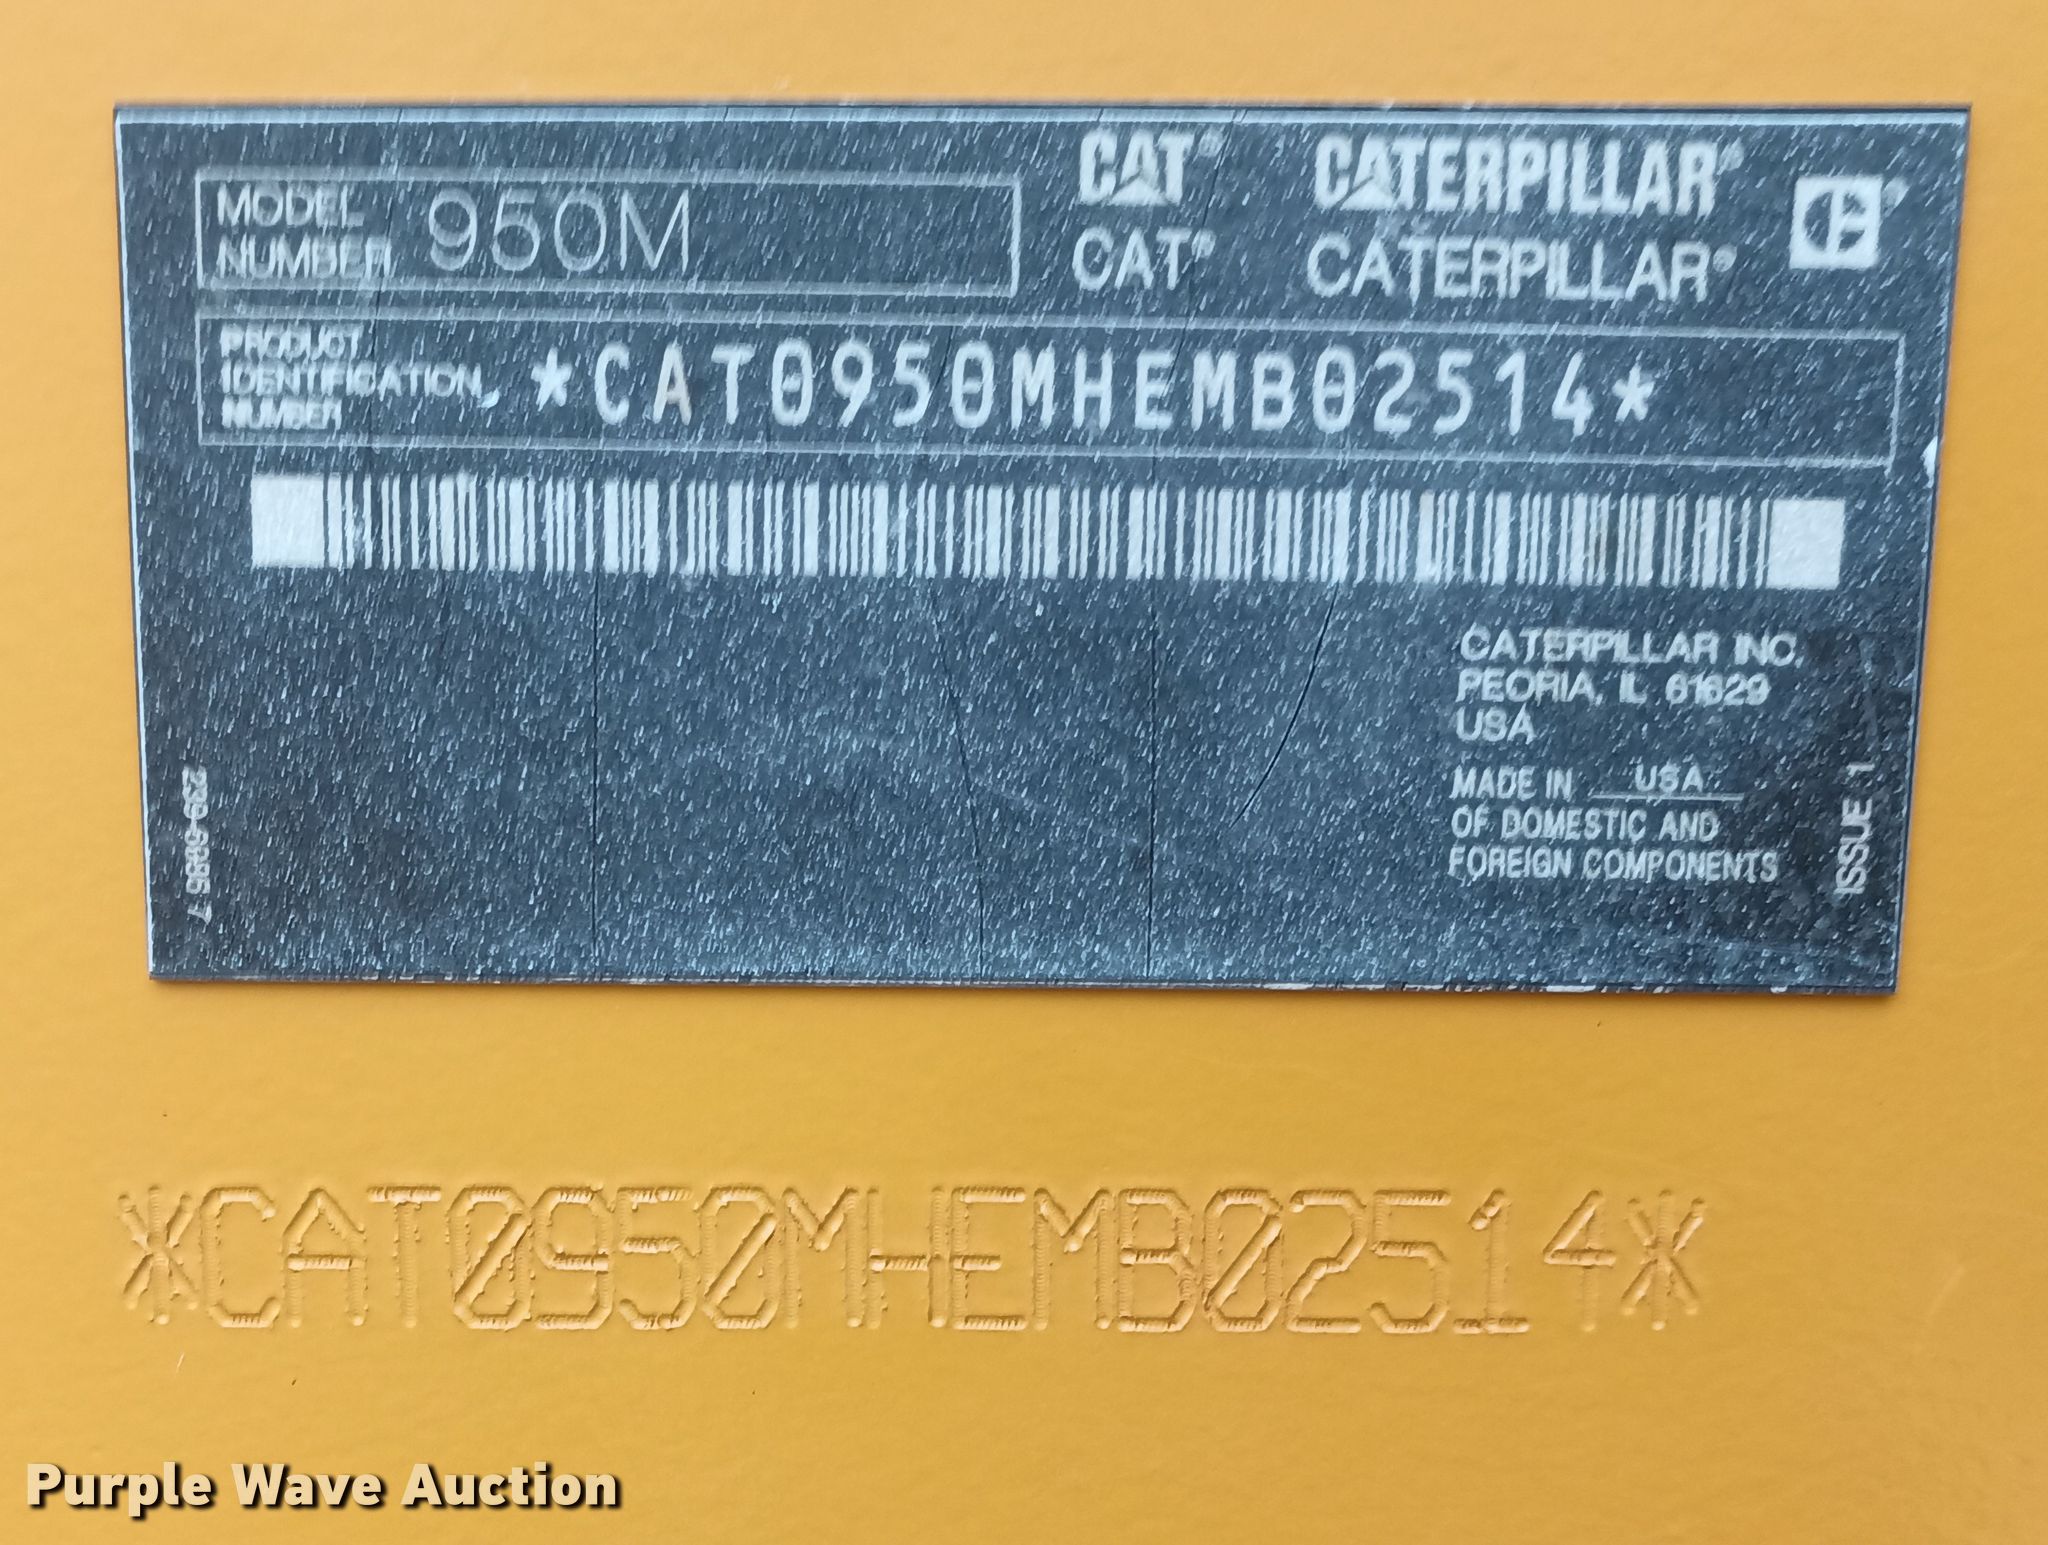 MODEL NUMBER 950M
CAT® CATERPILLAR®
CAT® CATERPILLAR®
PRODUCT
IDENTIFICATION
NUMBER
*CAT0950MHEMB02514*
CATERPILLAR INC.
PEORIA, IL 61629
USA
MADE IN USA
OF DOMESTIC AND
FOREIGN COMPONENTS
ISSUE 1
*CAT0950MHEMB02514*
Purple Wave Auction